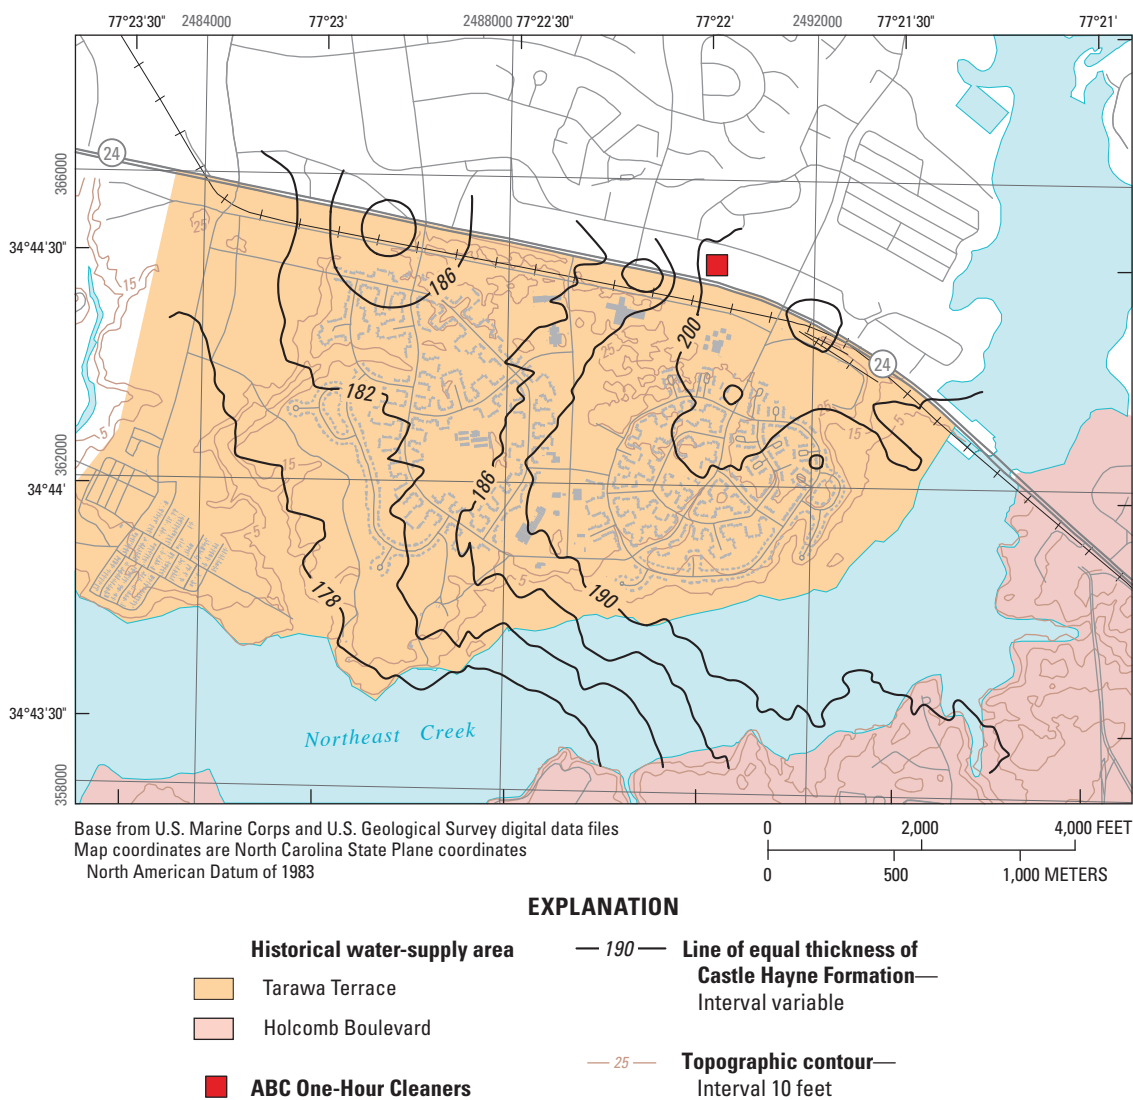 77°23'30"
2484000
77°23'
2488000
77°22'30"
77°22'
2492000
77°21'30"
77°21'
24
366000
34°44'30"
25
15
186
200
24
25
182
15
5
15
5
362000
34°44'
15
186
5
5
178
190
34°43'30"
Northeast Creek
358000
Base from U.S. Marine Corps and U.S. Geological Survey digital data files
Map coordinates are North Carolina State Plane coordinates
North American Datum of 1983
0 2,000 4,000 FEET
0 500 1,000 METERS
EXPLANATION
Historical water-supply area
Tarawa Terrace
Holcomb Boulevard
ABC One-Hour Cleaners
190
Line of equal thickness of
Castle Hayne Formation—
Interval variable
25
Topographic contour—
Interval 10 feet